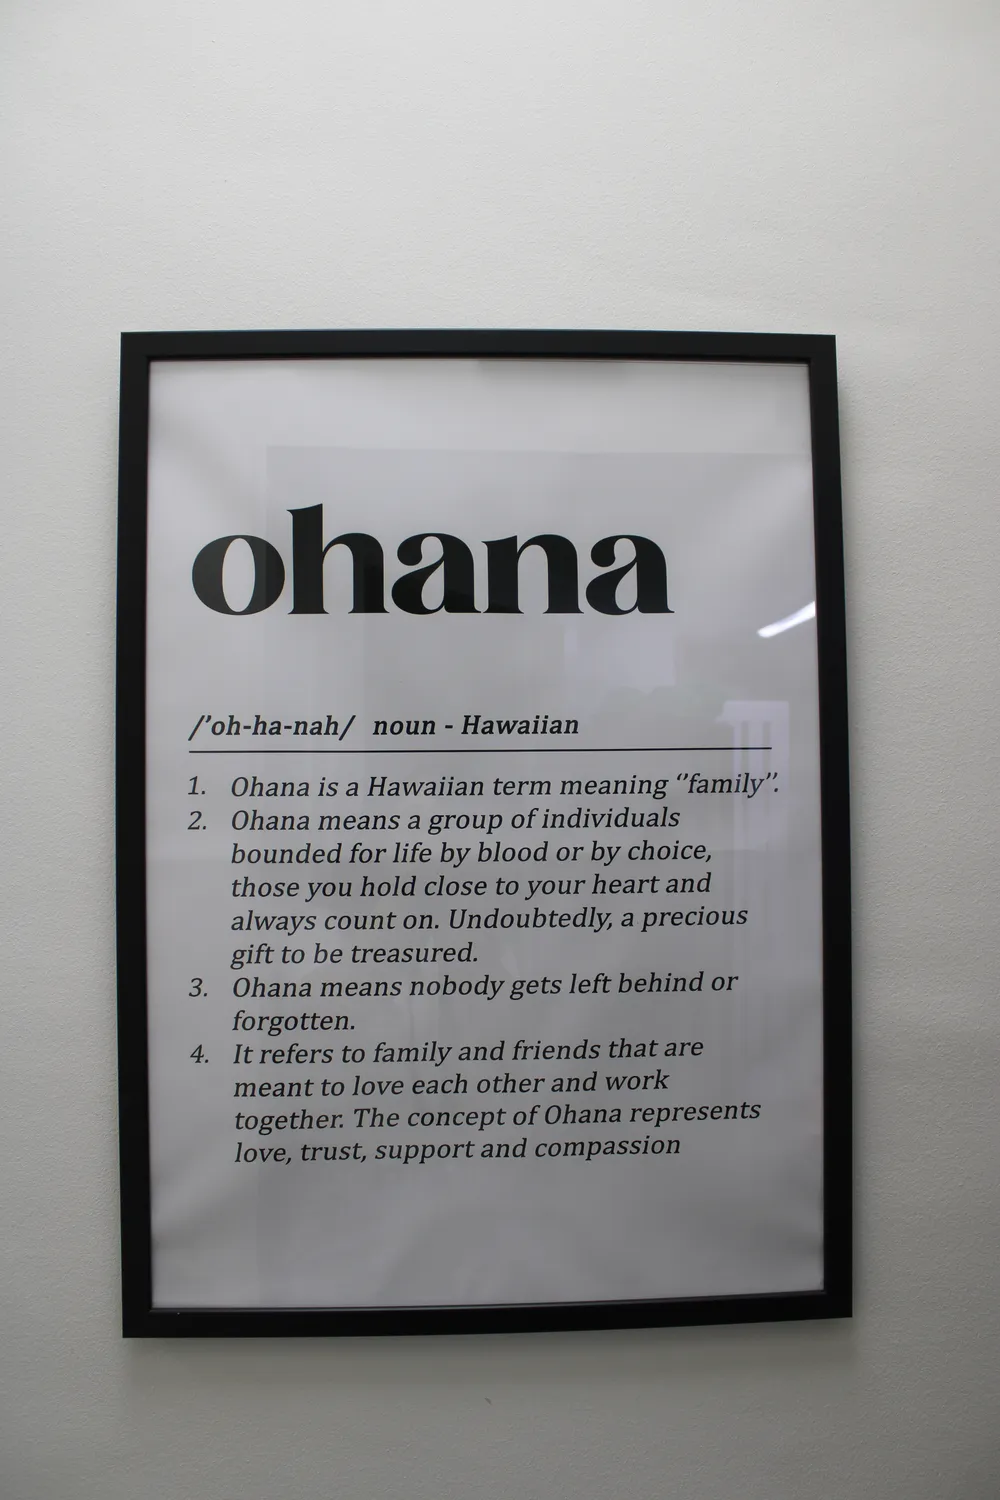 ohana
/’oh-ha-nah/ noun - Hawaiian
1. Ohana is a Hawaiian term meaning ‘’family’’.
2. Ohana means a group of individuals
bounded for life by blood or by choice,
those you hold close to your heart and
always count on. Undoubtedly, a precious
gift to be treasured.
3. Ohana means nobody gets left behind or
forgotten.
4. It refers to family and friends that are
meant to love each other and work
together. The concept of Ohana represents
love, trust, support and compassion